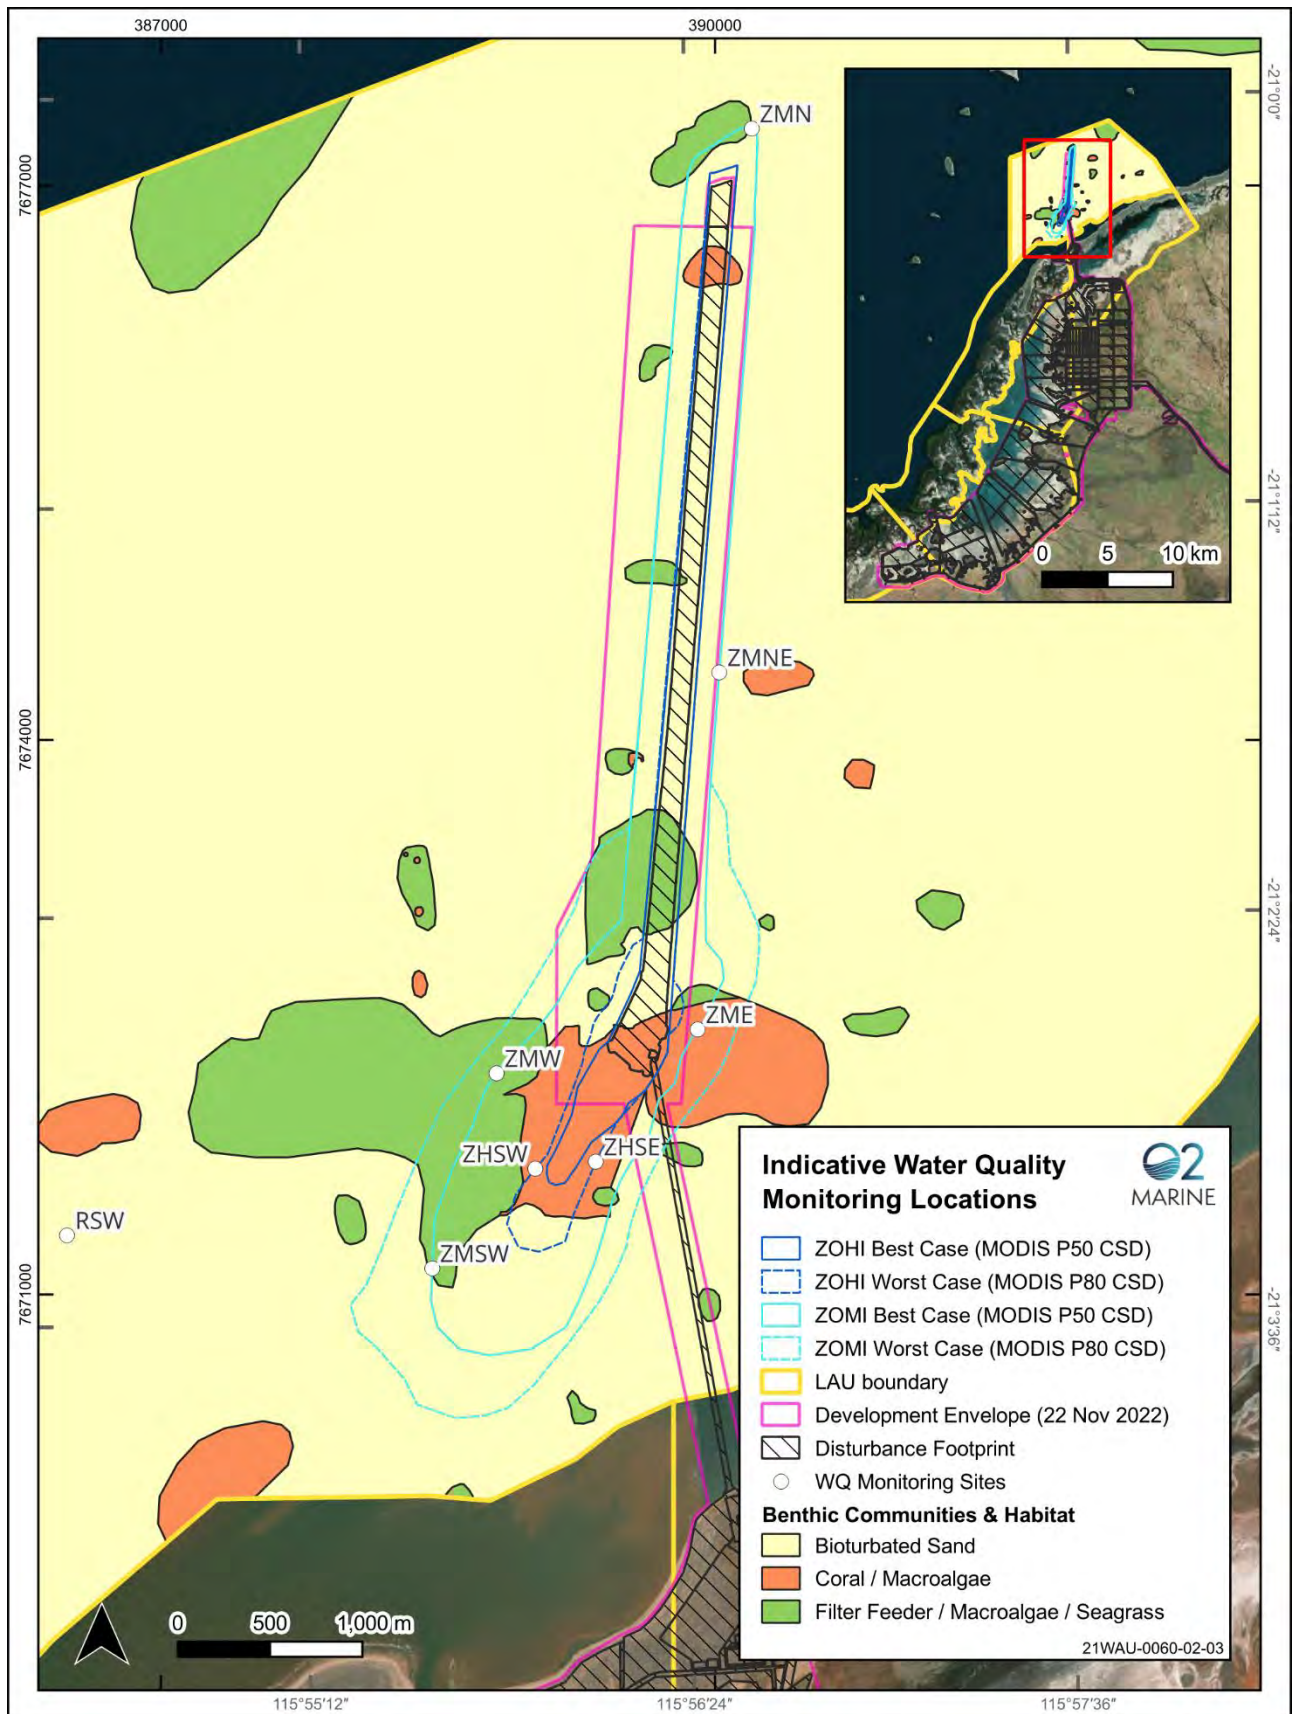 387000
390000
-21°0'0"
ZMN
7677000
-21°1'12"
0 5 10 km
ZMNE
7674000
-21°2'24"
ZME
ZMW
ZHSW
ZHSE
RSW
ZMSW
7671000
-21°3'36"
Indicative Water Quality
Monitoring Locations
O2
MARINE
ZOHI Best Case (MODIS P50 CSD)
ZOHI Worst Case (MODIS P80 CSD)
ZOMI Best Case (MODIS P50 CSD)
ZOMI Worst Case (MODIS P80 CSD)
LAU boundary
Development Envelope (22 Nov 2022)
Disturbance Footprint
WQ Monitoring Sites
Benthic Communities & Habitat
Bioturbated Sand
Coral / Macroalgae
Filter Feeder / Macroalgae / Seagrass
21WAU-0060-02-03
0 500 1,000 m
115°55'12"
115°56'24"
115°57'36"